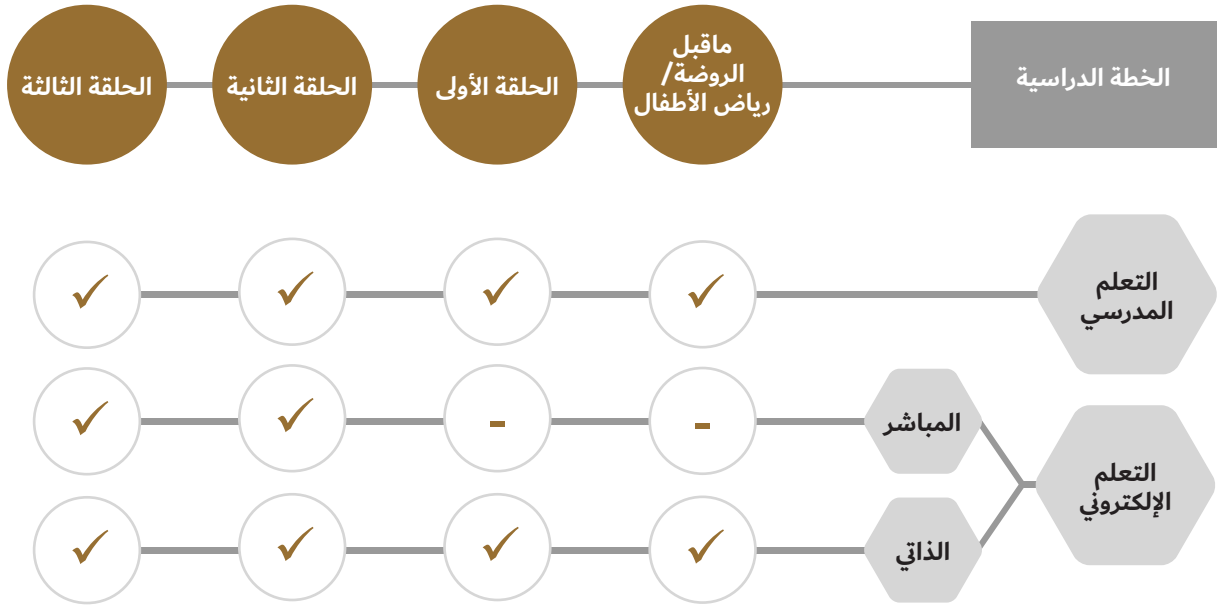 الخطة الدراسية
ماقبل
الروضة/
رياض الأطفال
الحلقة الأولى
الحلقة الثانية
الحلقة الثالثة
التعلم
المدرسي
✓ ✓ ✓ ✓
التعلم
الإلكتروني
المباشر
- - ✓ ✓
الذاتي
✓ ✓ ✓ ✓